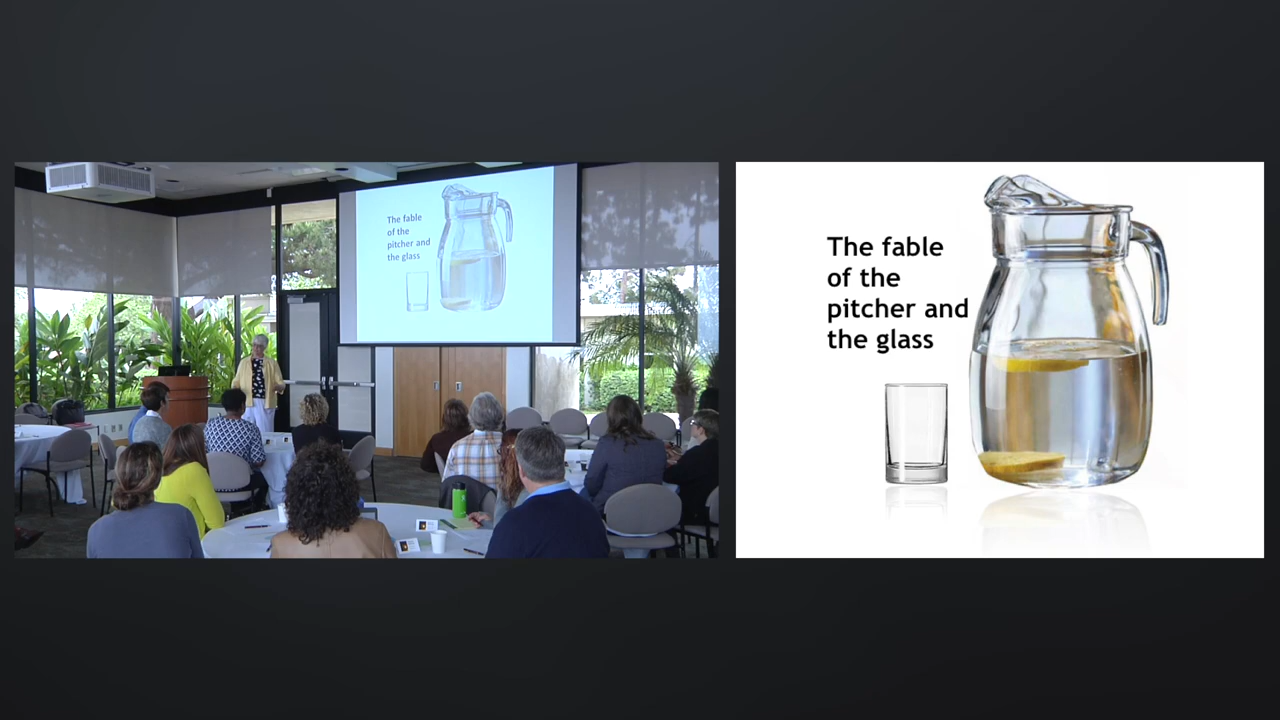 The fable
of the
pitcher and
the glass
The fable
of the
pitcher and
the glass